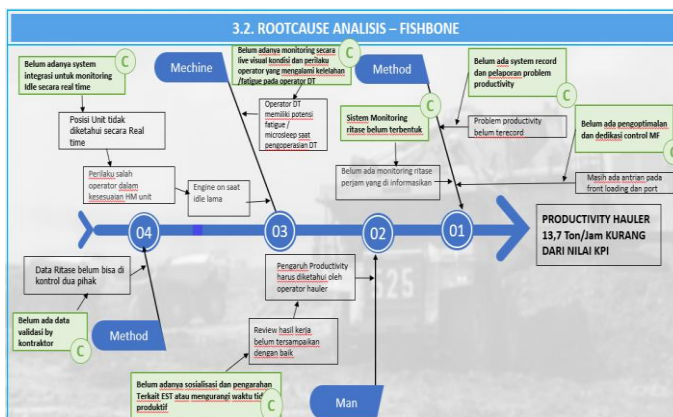 3.2. ROOTCAUSE ANALISIS – FISHBONE
Belum adanya system
integrasi untuk monitoring
Idle secara real time
C
Mechine
Belum adanya monitoring secara
live visual kondisi dan perilaku
operator yang mengalami kelelahan
/fatigue pada operator DT
C
Method
Belum ada system record
dan pelaporan problem
productivity
C
Posisi Unit tidak
diketahui secara Real
time
Operator DT
memiliki potensi
fatigue /
microsleep saat
pengoperasian DT
Sistem Monitoring
ritase belum terbentuk
C
Problem productivity
belum terecord
Belum ada pengoptimalan
dan dedikasi control MF
C
Perilaku salah
operator dalam
kesesuaian HM unit
Engine on saat
idle lama
Belum ada monitoring ritase
perjam yang di informasikan
Masih ada antrian pada
front loading dan port
04
03
02
01
PRODUCTIVITY HAULER
13,7 Ton/Jam KURANG
DARI NILAI KPI
Data Ritase belum bisa di
kontrol dua pihak
Pengaruh Productivity
harus diketahui oleh
operator hauler
525
Belum ada data
validasi by
kontraktor
C
Method
Review hasil kerja
belum tersampaikan
dengan baik
Belum adanya sosialisasi dan pengarahan
Terkait EST atau mengurangi waktu
produktif
C
Man